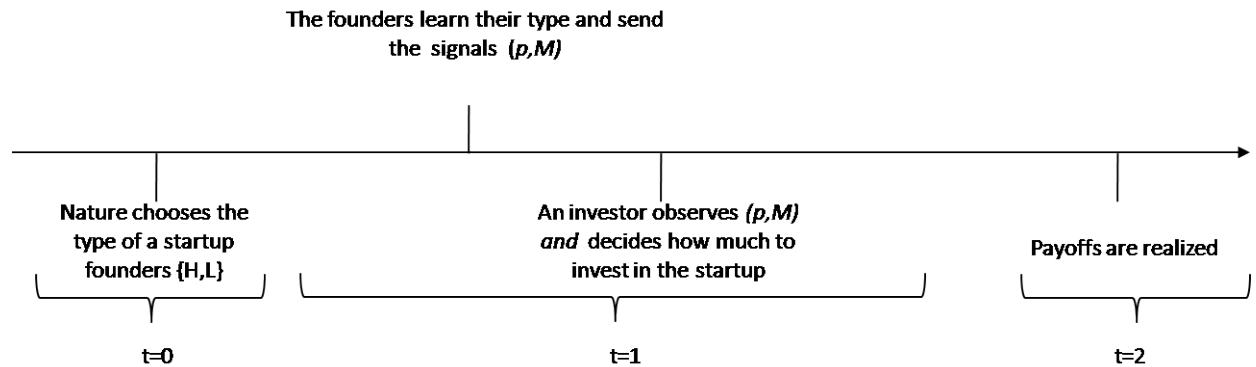 The founders learn their type and send
the signals (p,M)
Nature chooses the
type of a startup
founders {H,L}
An investor observes (p,M)
and decides how much to
invest in the startup
Payoffs are realized
t=0
t=1
t=2